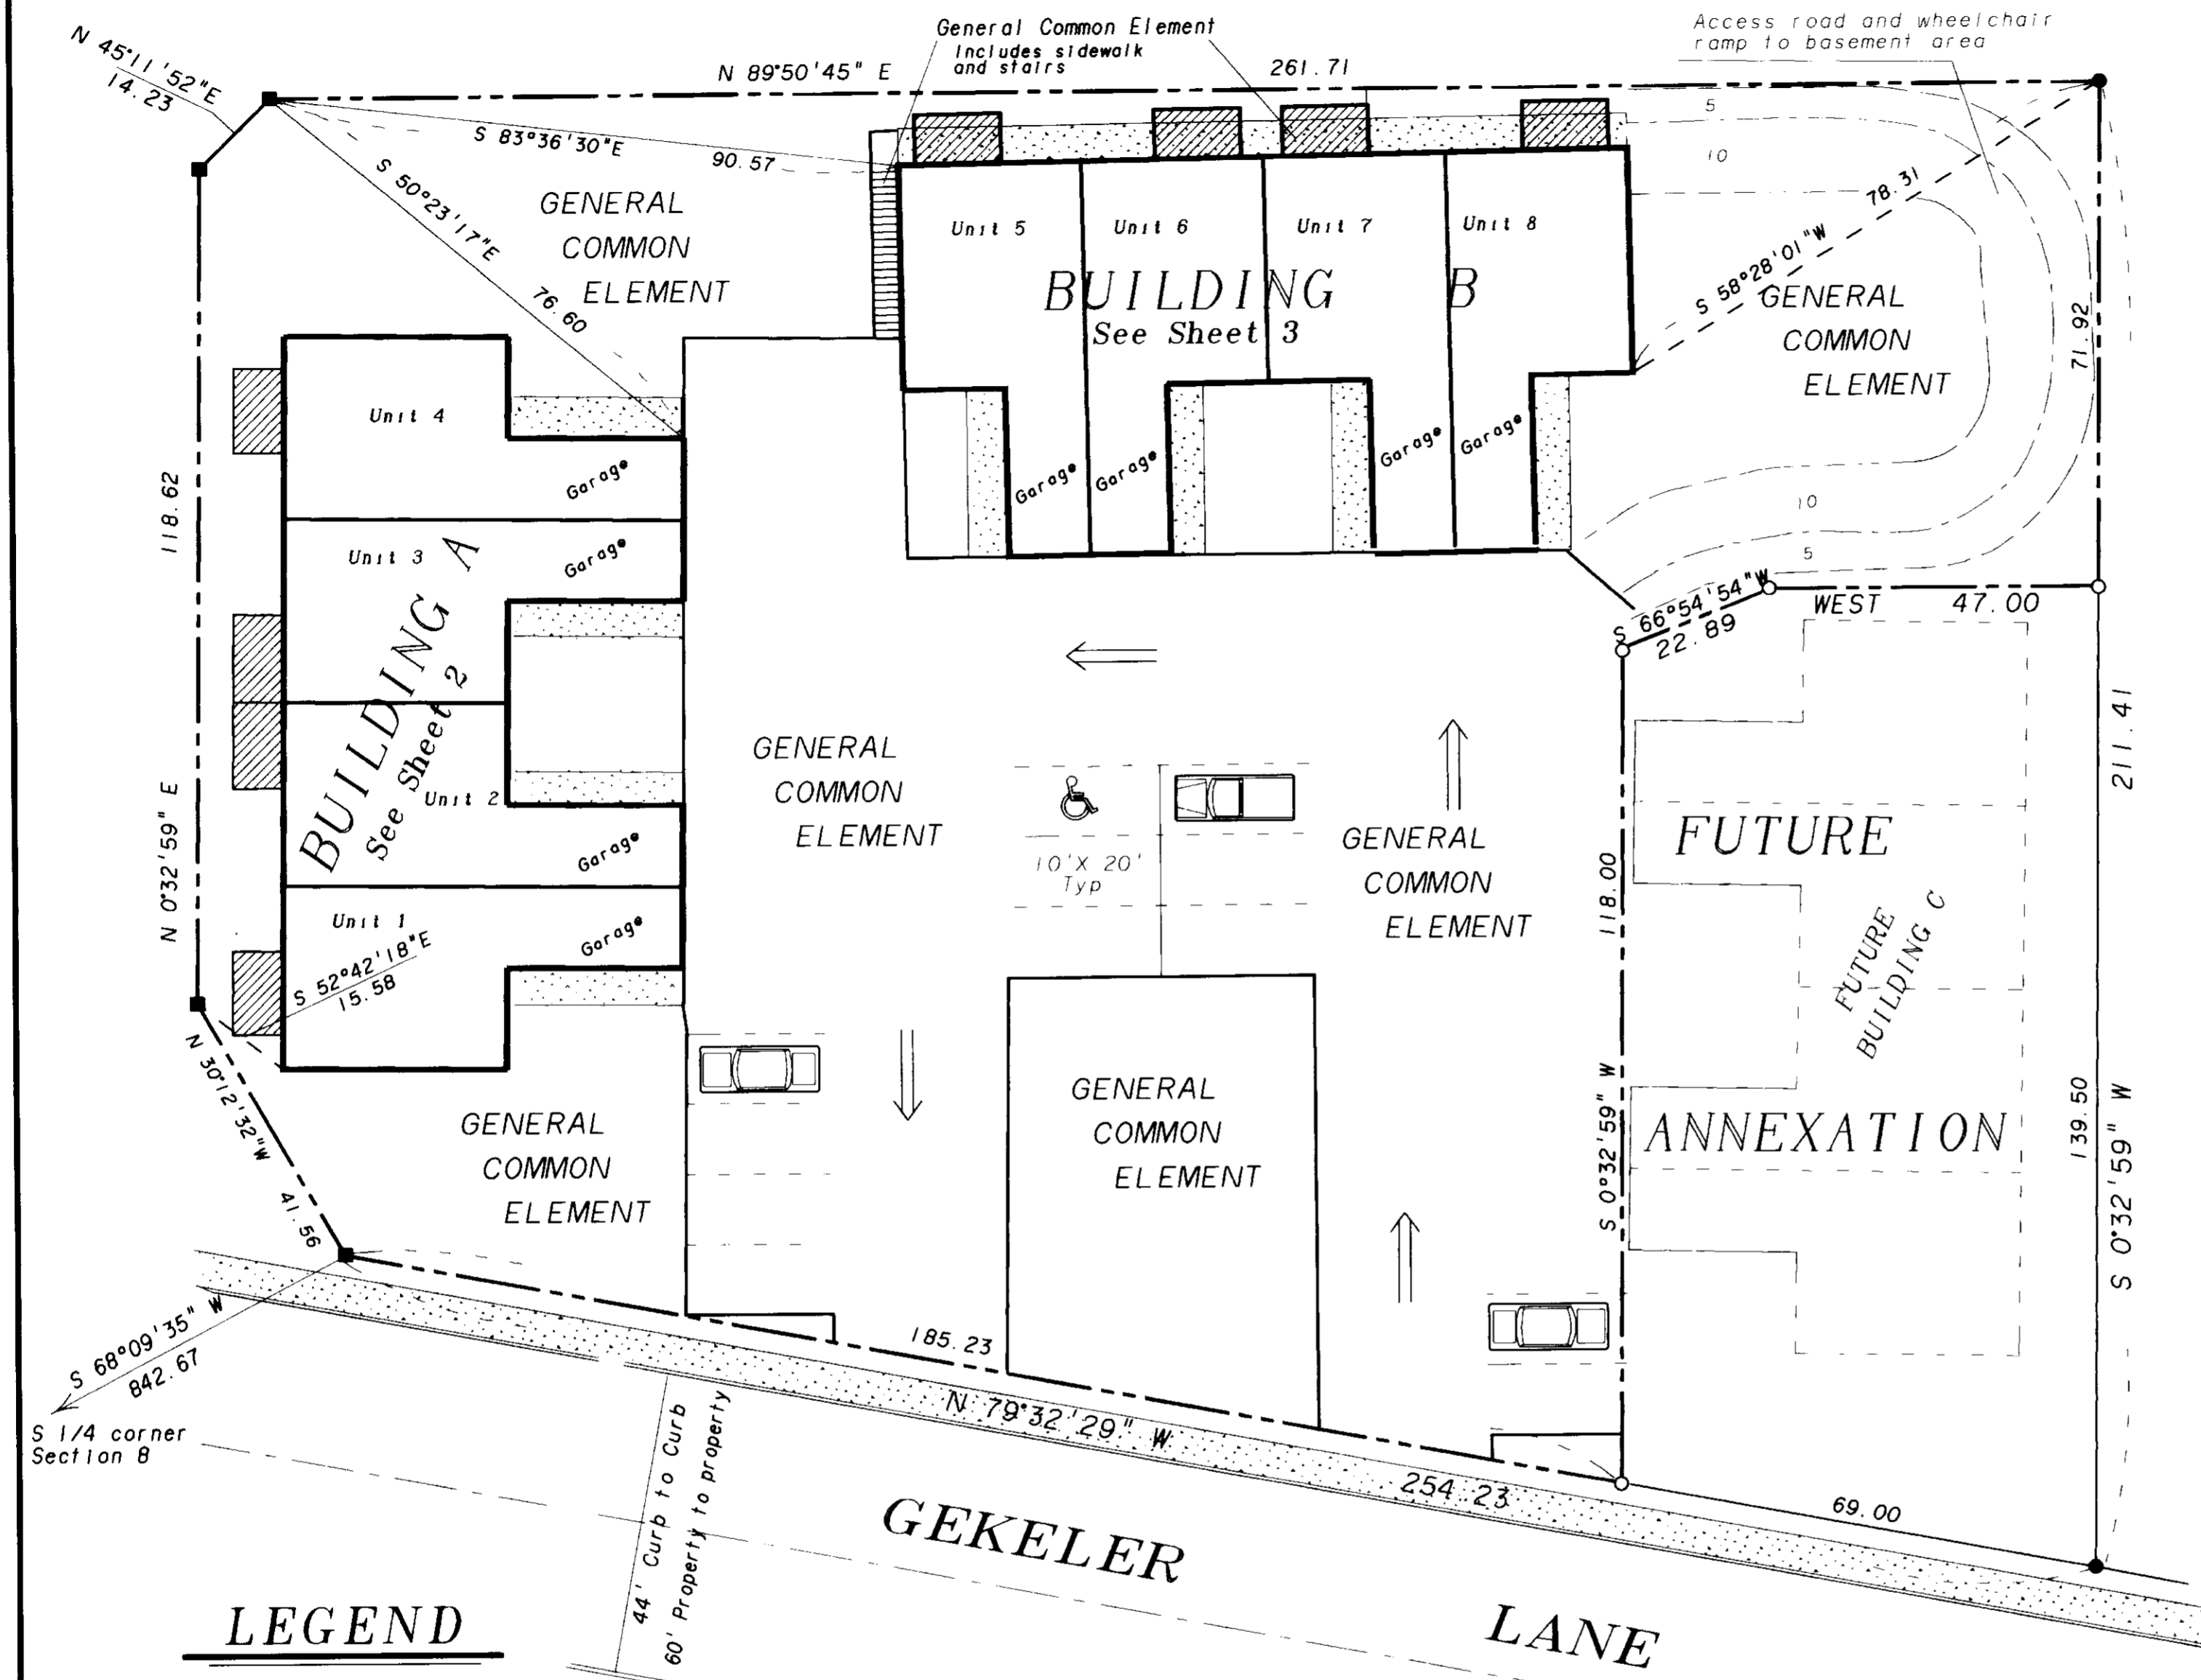 General Common Element
Includes sidewalk
and stairs
Access road and wheelchair
ramp to basement area
N 45°11'52"E
14.23
N 89°50'45" E
261.71
S 83°36'30"E
90.57
S 50°23'17"E
76.60
GENERAL
COMMON
ELEMENT
Unit 5
Unit 6
Unit 7
Unit 8
BUILDING B
See Sheet 3
5
10
78.31
S 58°28'01"W
GENERAL
COMMON
ELEMENT
71.92
Unit 4
Garage
Garage
Garage
Garage
Garage
118.62
Unit 3
Garage
10
5
S 66°54'54"W
22.89
WEST 47.00
BUILDING A
See Sheet 2
Unit 2
Garage
N 0°32'59" E
GENERAL
COMMON
ELEMENT
10'X 20'
Typ
GENERAL
COMMON
ELEMENT
118.00
S 0°32'59" W
211.41
FUTURE
FUTURE
BUILDING C
ANNEXATION
139.50
S 0°32'59" W
Unit 1
Garage
S 52°42'18"E
15.58
N 30°12'32"W
41.56
GENERAL
COMMON
ELEMENT
GENERAL
COMMON
ELEMENT
S 68°09'35" W
842.67
S 1/4 corner
Section 8
185.23
N 79°32'29" W
254.23
69.00
44' Curb to Curb
60' Property to property
GEKELER
LANE
LEGEND